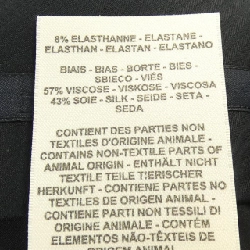 8% ELASTHANNE - ELASTANE -
ELASTHAN - ELASTAN - ELASTANO
BIAIS - BIAS - BORTE - BIES -
SBIECO - VIÉS
57% VISCOSE - VISKOSE - VISCOSA
43% SOIE - SILK - SEIDE - SETA -
SEDA
CONTIENT DES PARTIES NON
TEXTILES D'ORIGINE ANIMALE -
CONTAINS NON-TEXTILE PARTS OF
ANIMAL ORIGIN - ENTHÄLT NICHT
TEXTILE TEILE TIERISCHER
HERKUNFT - CONTIENE PARTES NO
TEXTILES DE ORIGEN ANIMAL -
CONTIENE PARTI NON TESSILI DI
ORIGINE ANIMALE - CONTÉM
ELEMENTOS NÃO-TÊXTEIS DE
ORIGEM ANIMAL